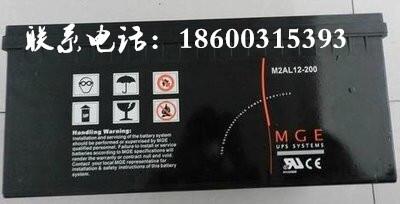 联系电话：18600315393
M2AL12-200
Handling Warning:
Installation and servicing of the battery system
should be performed or supervised by MGE
qualified personnel. Failure to install or service
batteries according to MGE specifications will
render the warranty or contract null and void. Contact
your MGE representative for complete
installation & safety instructions of this battery
system.
MGE
UPS SYSTEMS